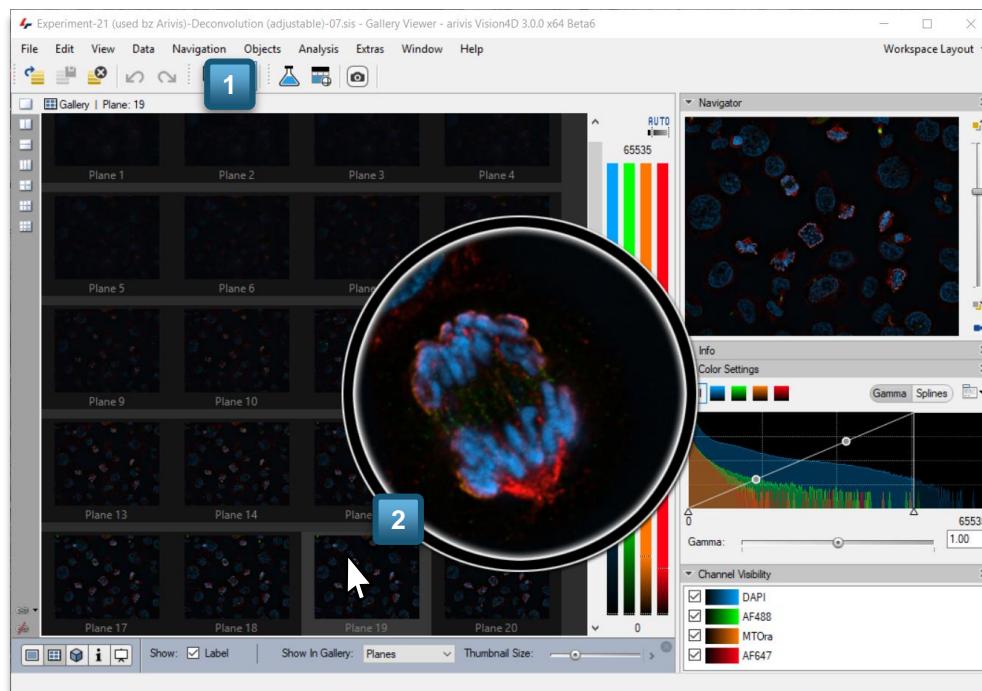 Experiment-21 (used bz Arivis)-Deconvolution (adjustable)-07.sis - Gallery Viewer - arivis Vision4D 3.0.0 x64 Beta6
File Edit View Data Navigation Objects Analysis Extras Window Help Workspace Layout
1
Gallery | Plane: 19
Navigator
AUTO
65535
Plane 1 Plane 2 Plane 3 Plane 4
Plane 5 Plane 6 Plane
Plane 9 Plane 10
Info
Color Settings
Gamma Splines
Plane 13 Plane 14 Plane
2
0 6553
Gamma: 1.00
Channel Visibility
DAPI
AF488
MTOra
AF647
Plane 17 Plane 18 Plane 19 Plane 20
0
Show: Label Show In Gallery: Planes Thumbnail Size: